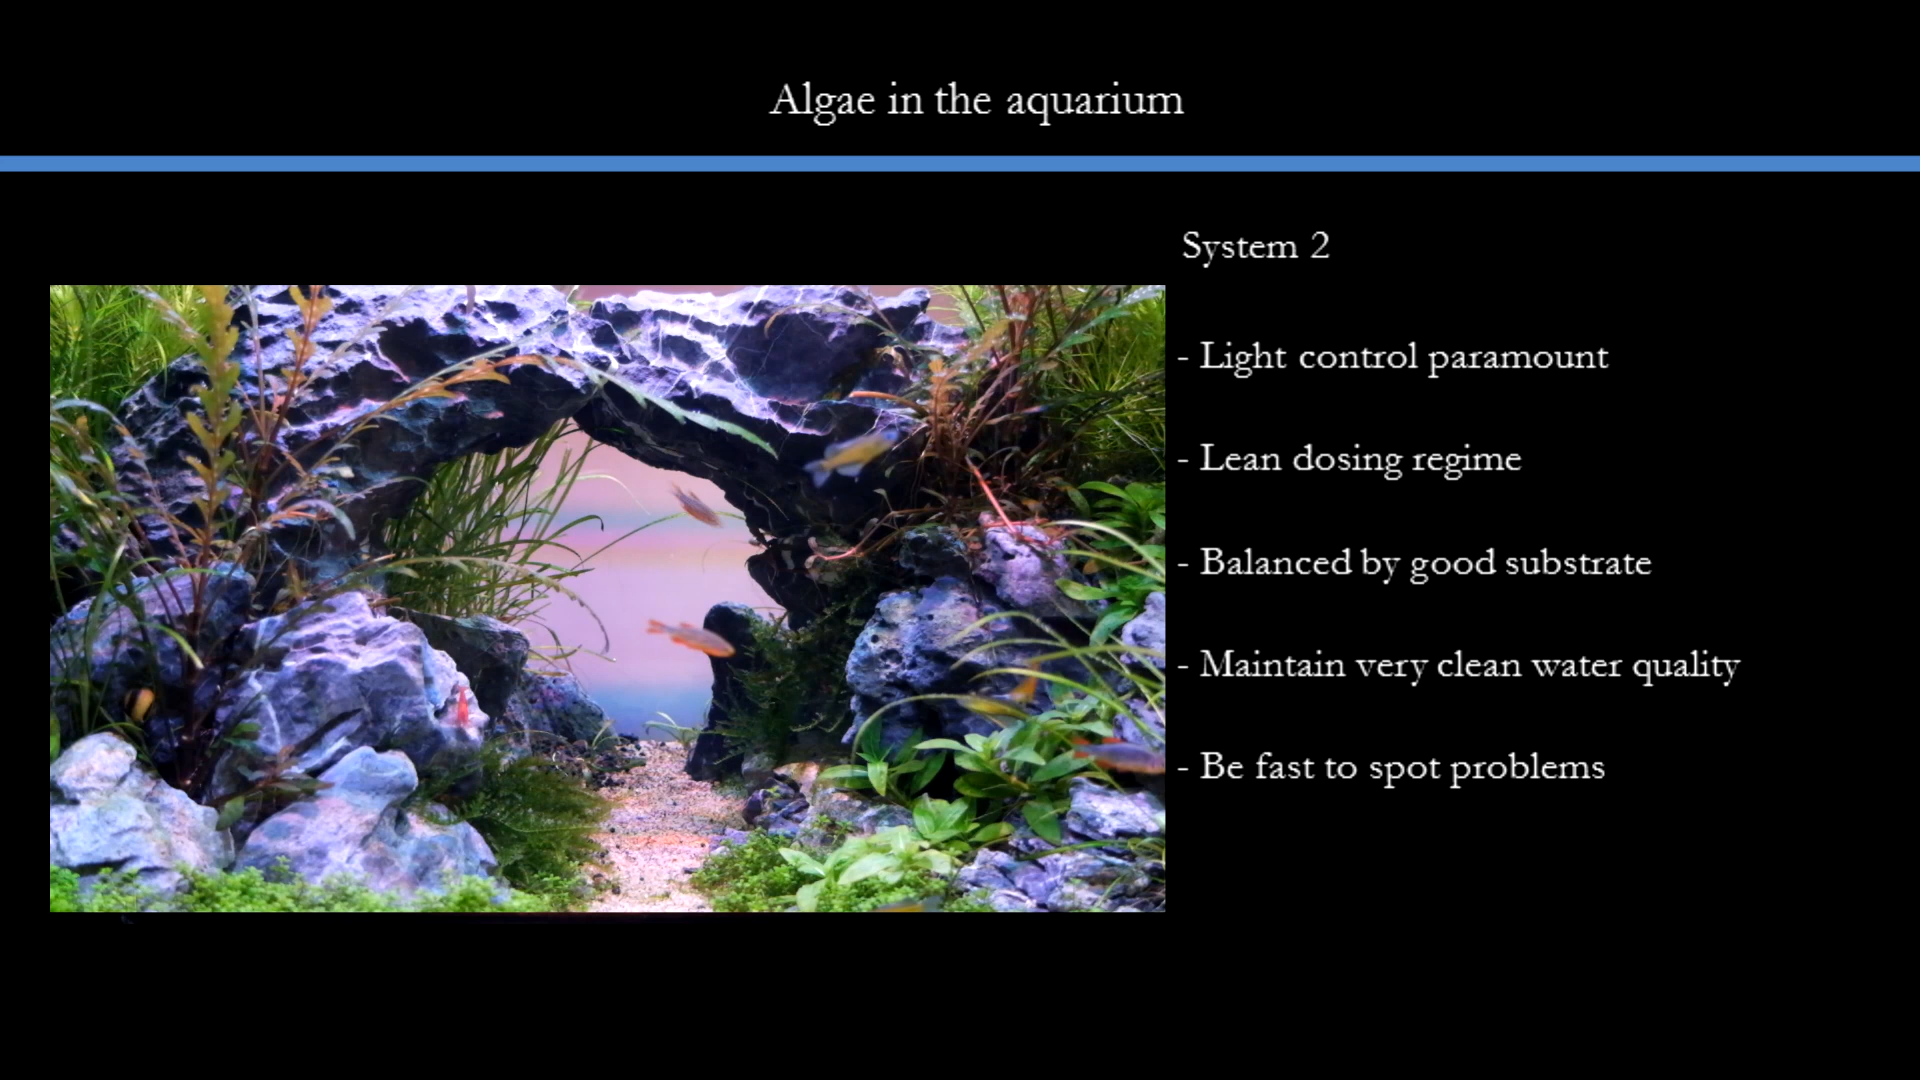 Algae in the aquarium
System 2
- Light control paramount
- Lean dosing regime
- Balanced by good substrate
- Maintain very clean water quality
- Be fast to spot problems